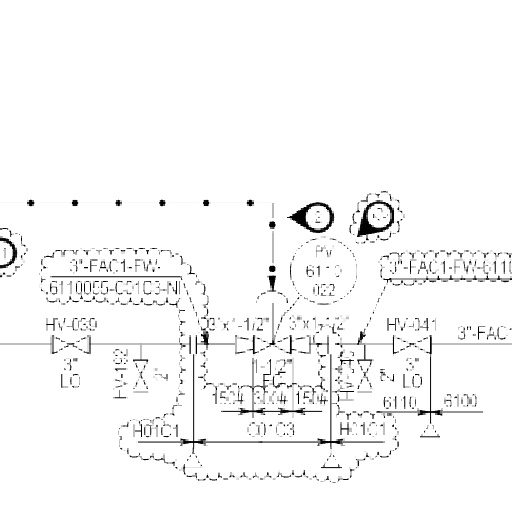 2
PV
6110
022
3"-FAC1-FW-
6110055-C01C3-NI
3"-FAC1-FW-6110
3"x1-1/2"
3"x1-1/2"
HV-039
HV-041
3"-FAC1
3"
LO
HV-192
2"
1-1/2"
2"
3"
LO
150#
300#
150#
6110
6100
H01C1
C01C3
H01C1